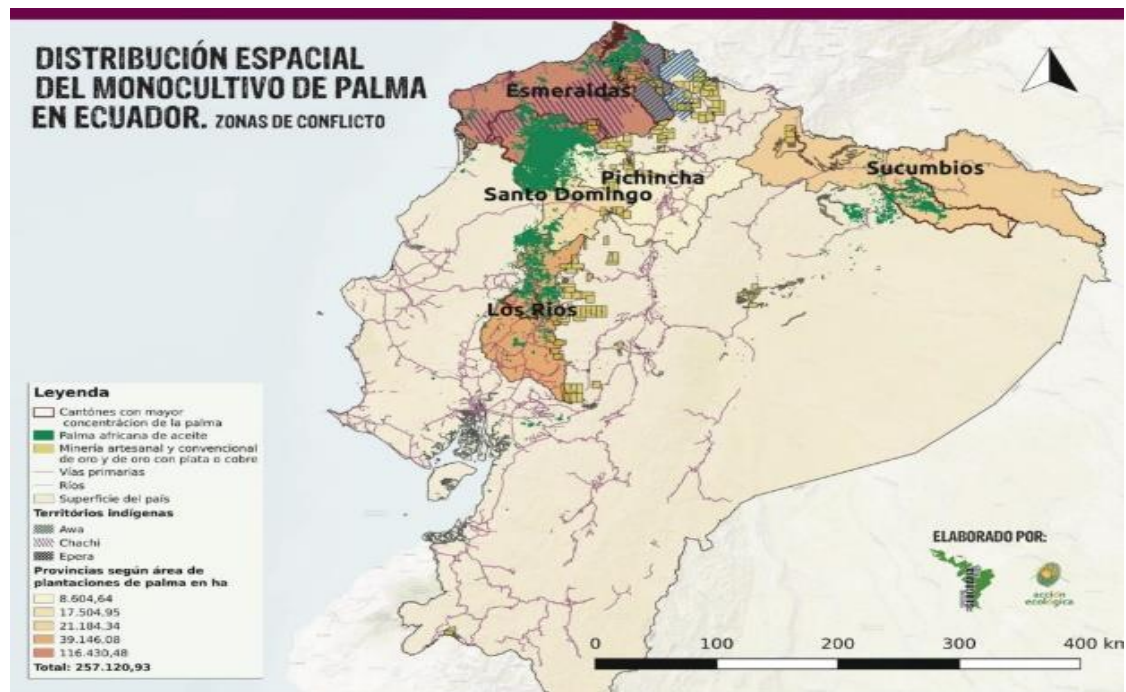 DISTRIBUCIÓN ESPACIAL
DEL MONOCULTIVO DE PALMA
EN ECUADOR. ZONAS DE CONFLICTO
Esmeraldas
Pichincha
Santo Domingo
Sucumbios
Los Rios
Leyenda
Cantónes con mayor
concentrácion de la palma
Palma africana de aceite
Minería artesanal y convencional
de oro y de oro con plata o cobre
Vías primarias
Ríos
Superficie del país
Territórios indígenas
Awa
Chachi
Epera
Provincias según área de
plantaciones de palma en ha
8.604,64
17.504,95
21.184,34
39.146,08
116.430,48
Total: 257.120,93
ELABORADO POR:
acción
ecológica
0 100 200 300 400 km